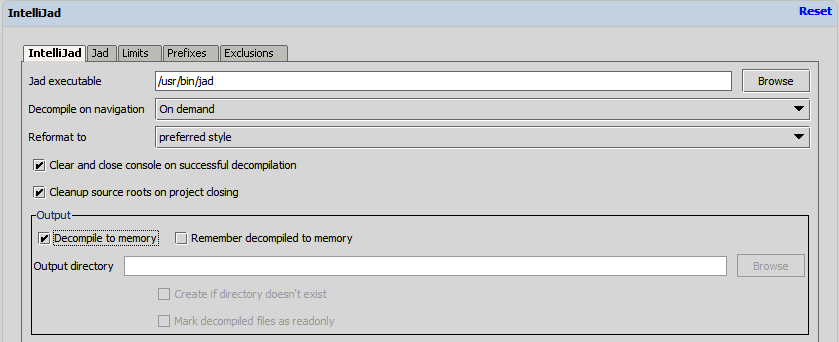 IntelliJad Reset
IntelliJad Jad Limits Prefixes Exclusions
Jad executable /usr/bin/jad Browse
Decompile on navigation On demand
Reformat to preferred style
Clear and close console on successful decompilation
Cleanup source roots on project closing
Output
Decompile to memory Remember decompiled to memory
Output directory Browse
Create if directory doesn't exist
Mark decompiled files as readonly